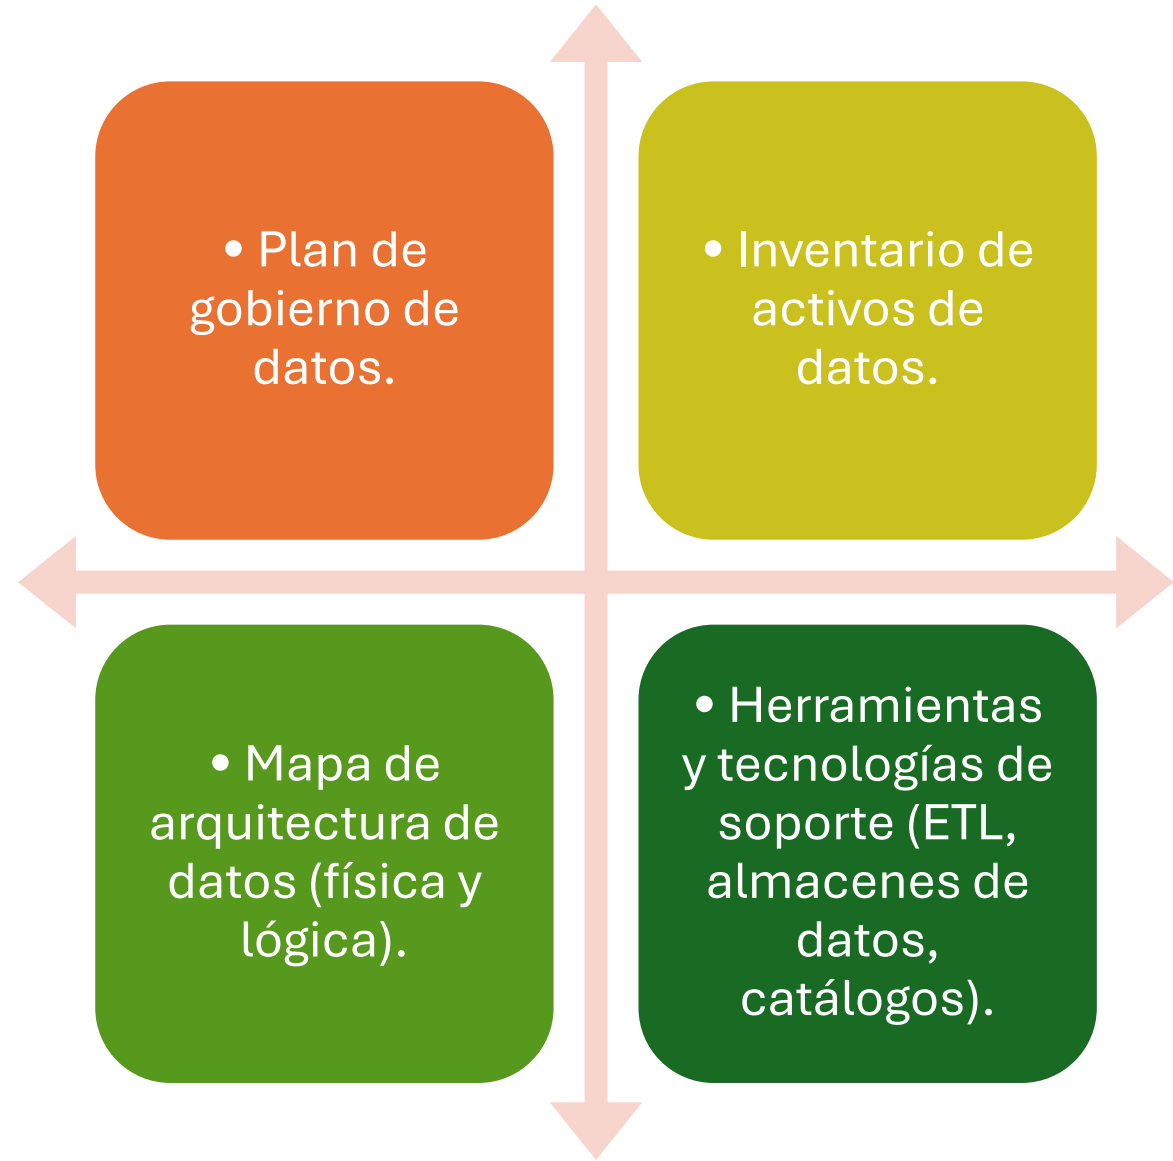 • Plan de
gobierno de
datos.
• Inventario de
activos de
datos.
• Mapa de
arquitectura de
datos (física y
lógica).
• Herramientas
y tecnologías de
soporte (ETL,
almacenes de
datos,
catálogos).